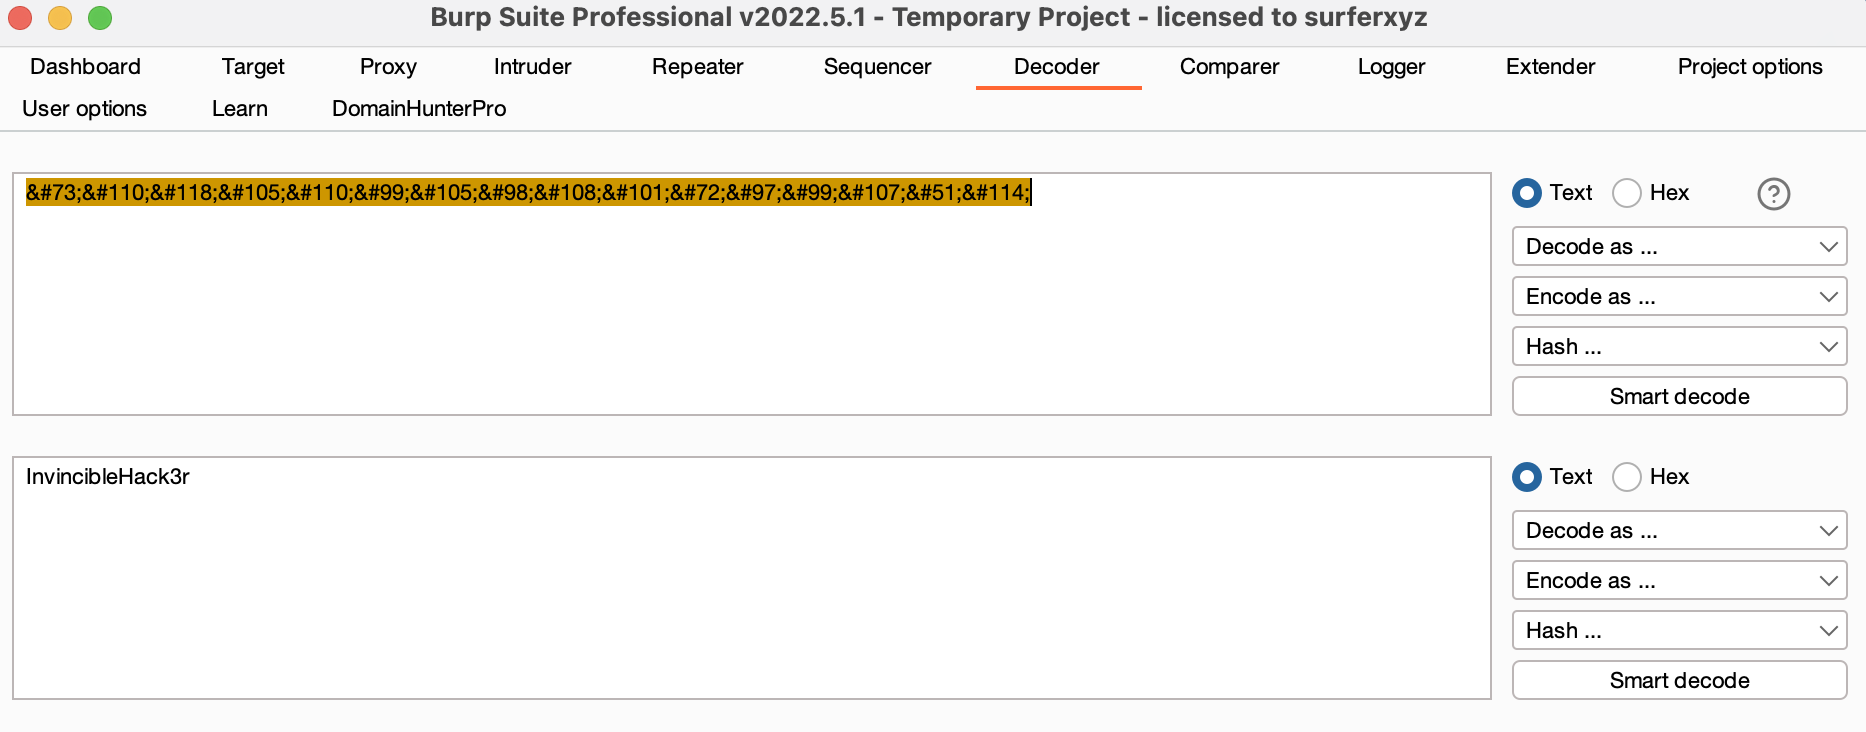 Burp Suite Professional v2022.5.1 - Temporary Project - licensed to surferxyz
Dashboard Target Proxy Intruder Repeater Sequencer Decoder Comparer Logger Extender Project options
User options Learn DomainHunterPro
&#73;&#110;&#118;&#105;&#110;&#99;&#105;&#98;&#108;&#101;&#72;&#97;&#99;&#107;&#51;&#114;
Text Hex ?
Decode as ...
Encode as ...
Hash ...
Smart decode
InvincibleHack3r
Text Hex
Decode as ...
Encode as ...
Hash ...
Smart decode